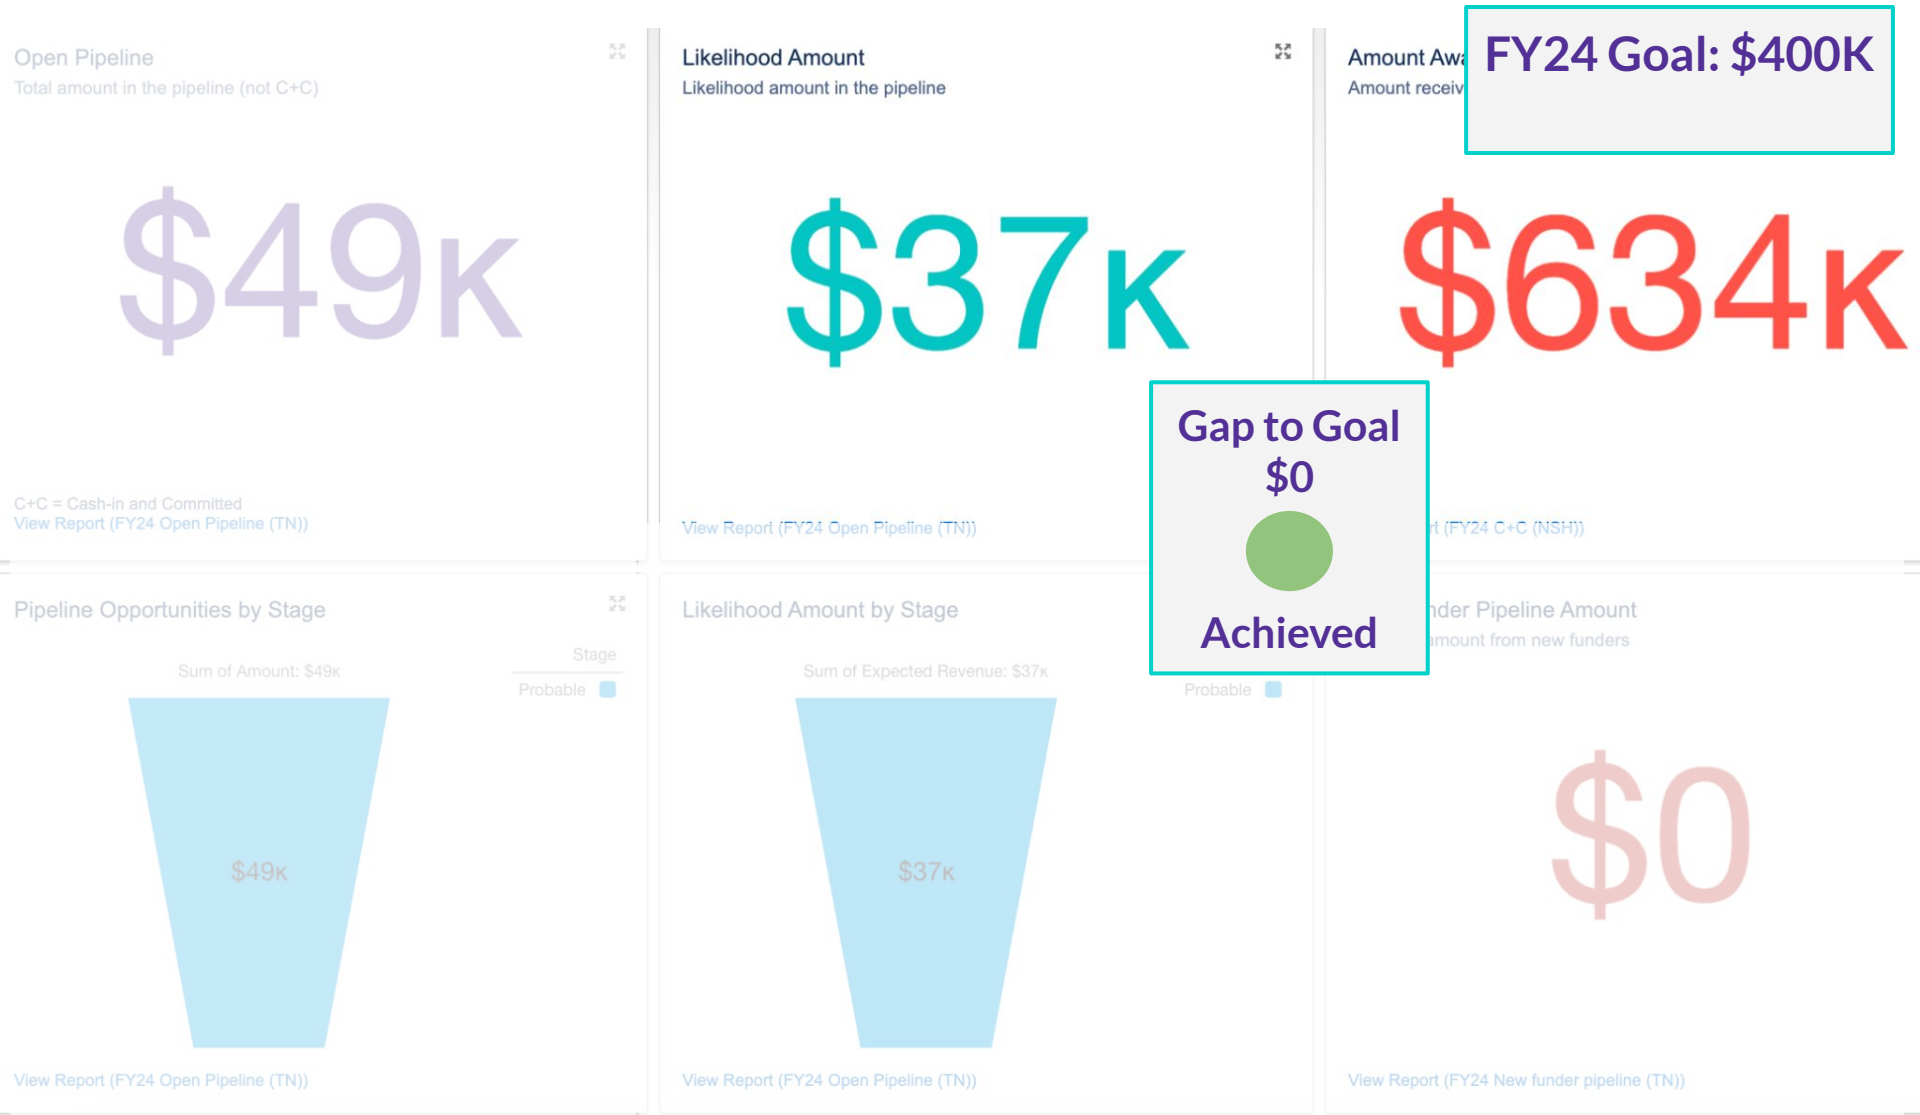 Open Pipeline
Total amount in the pipeline (not C+C)
$49K
C+C = Cash-in and Committed
View Report (FY24 Open Pipeline (TN))
Likelihood Amount
Likelihood amount in the pipeline
$37K
View Report (FY24 Open Pipeline (TN))
Amount Awa
Amount receiv
FY24 Goal: $400K
$634K
rt (FY24 C+C (NSH))
Gap to Goal
$0
Achieved
Pipeline Opportunities by Stage
Sum of Amount: $49K
Stage
Probable
$49K
View Report (FY24 Open Pipeline (TN))
Likelihood Amount by Stage
Sum of Expected Revenue: $37K
Probable
$37K
View Report (FY24 Open Pipeline (TN))
nder Pipeline Amount
amount from new funders
$0
View Report (FY24 New funder pipeline (TN))